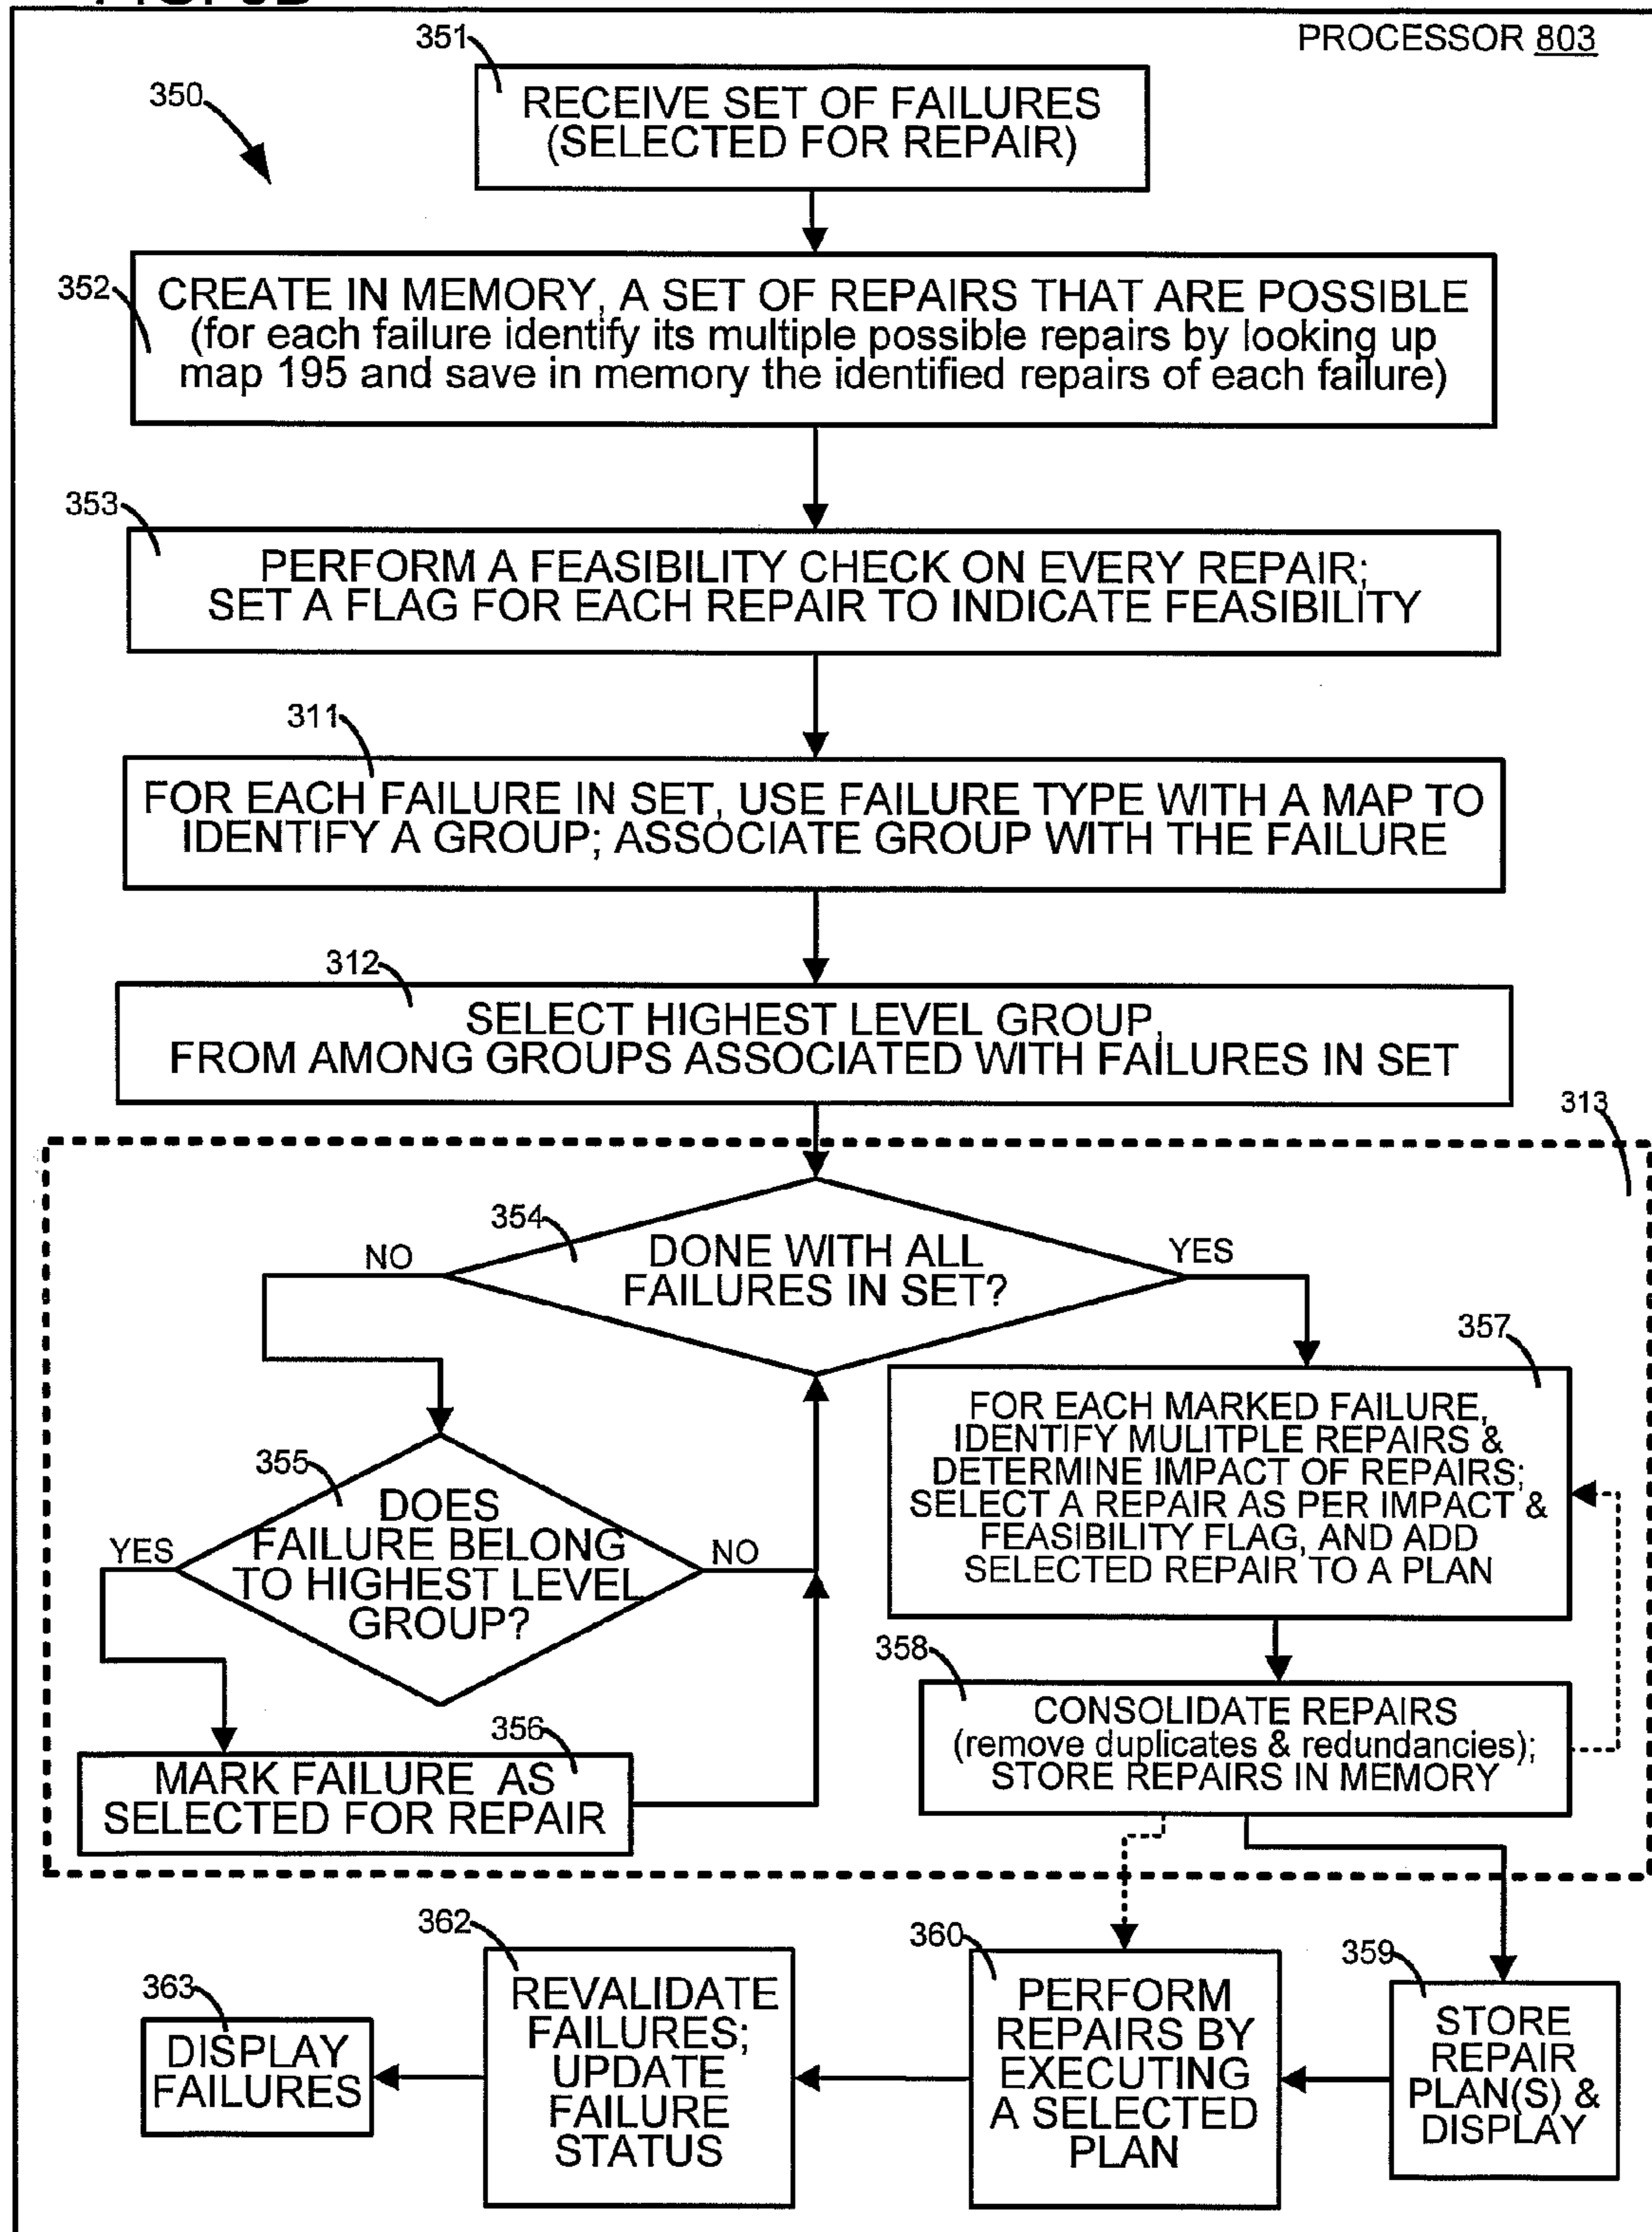 PROCESSOR 803
351
350
RECEIVE SET OF FAILURES
(SELECTED FOR REPAIR)
352
CREATE IN MEMORY, A SET OF REPAIRS THAT ARE POSSIBLE
(for each failure identify its multiple possible repairs by looking up
map 195 and save in memory the identified repairs of each failure)
353
PERFORM A FEASIBILITY CHECK ON EVERY REPAIR;
SET A FLAG FOR EACH REPAIR TO INDICATE FEASIBILITY
311
FOR EACH FAILURE IN SET, USE FAILURE TYPE WITH A MAP TO
IDENTIFY A GROUP; ASSOCIATE GROUP WITH THE FAILURE
312
SELECT HIGHEST LEVEL GROUP,
FROM AMONG GROUPS ASSOCIATED WITH FAILURES IN SET
313
354
NO
DONE WITH ALL
FAILURES IN SET?
YES
355
YES
DOES
FAILURE BELONG
TO HIGHEST LEVEL
GROUP?
NO
356
MARK FAILURE AS
SELECTED FOR REPAIR
357
FOR EACH MARKED FAILURE,
IDENTIFY MULITPLE REPAIRS &
DETERMINE IMPACT OF REPAIRS;
SELECT A REPAIR AS PER IMPACT &
FEASIBILITY FLAG, AND ADD
SELECTED REPAIR TO A PLAN
358
CONSOLIDATE REPAIRS
(remove duplicates & redundancies);
STORE REPAIRS IN MEMORY
363
DISPLAY
FAILURES
362
REVALIDATE
FAILURES;
UPDATE
FAILURE
STATUS
360
PERFORM
REPAIRS BY
EXECUTING
A SELECTED
PLAN
359
STORE
REPAIR
PLAN(S) &
DISPLAY